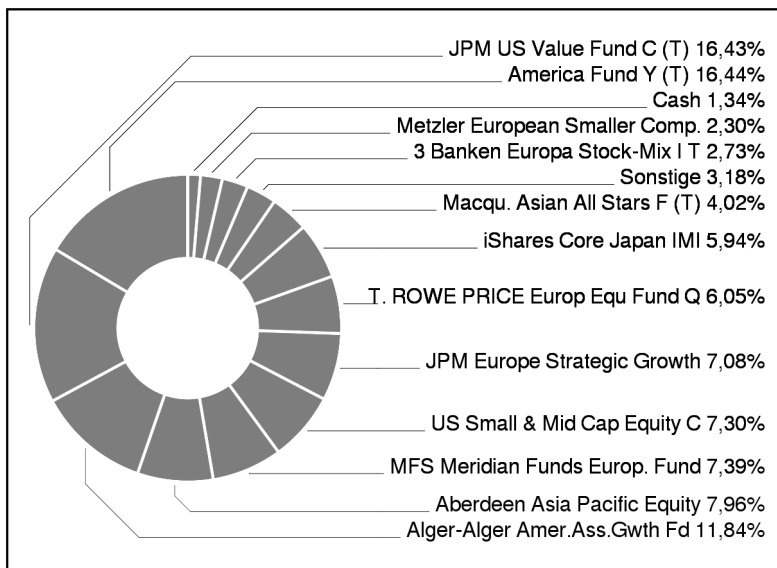 JPM US Value Fund C (T) 16,43%
America Fund Y (T) 16,44%
Cash 1,34%
Metzler European Smaller Comp. 2,30%
3 Banken Europa Stock-Mix I T 2,73%
Sonstige 3,18%
Macqu. Asian All Stars F (T) 4,02%
iShares Core Japan IMI 5,94%
T. ROWE PRICE Europ Equ Fund Q 6,05%
JPM Europe Strategic Growth 7,08%
US Small & Mid Cap Equity C 7,30%
MFS Meridian Funds Europ. Fund 7,39%
Aberdeen Asia Pacific Equity 7,96%
Alger-Alger Amer.Ass.Gwth Fd 11,84%